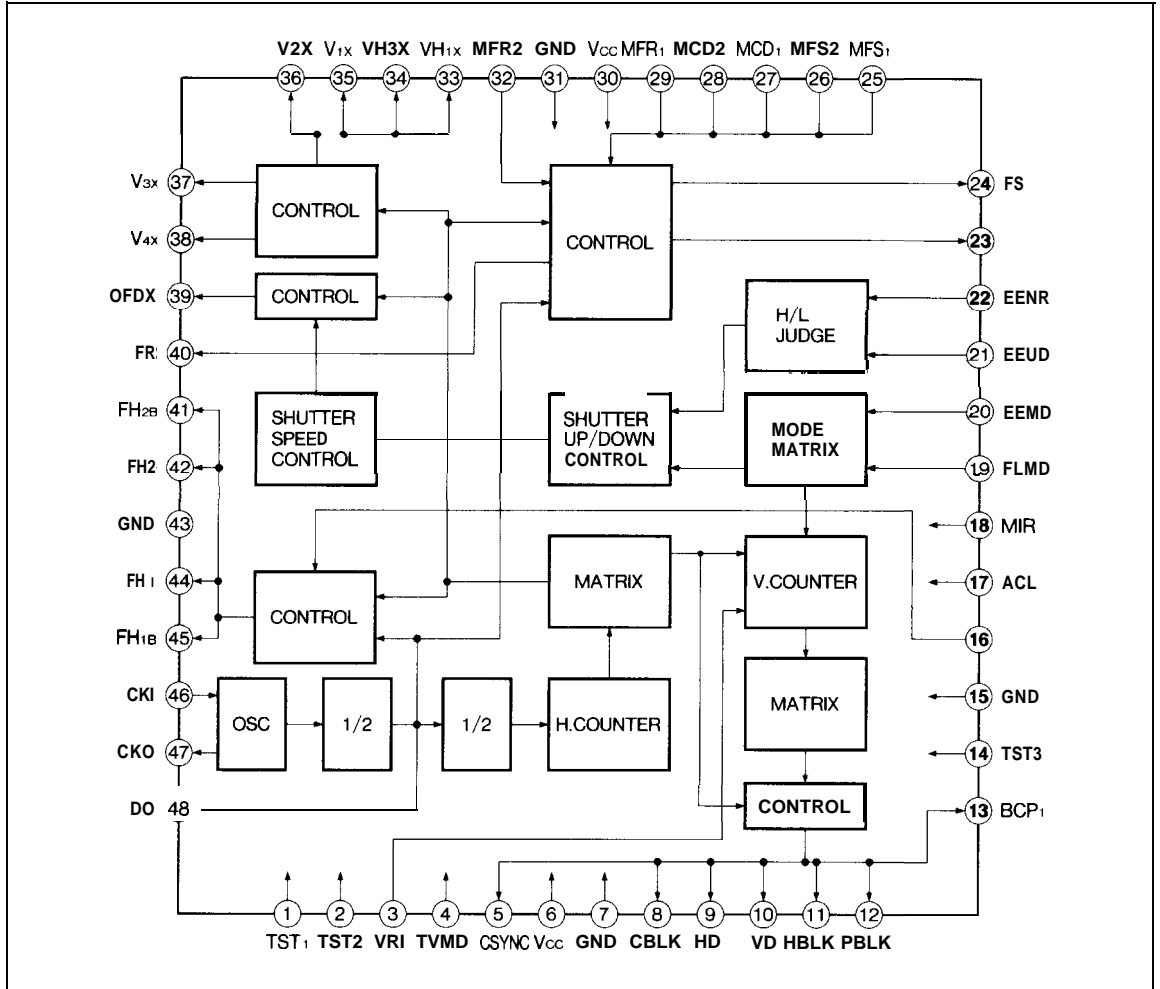 V2X V1X VH3X VH1X MFR2 GND VCC MFR1 MCD2 MCD1 MFS2 MFS1
36 35 34 33 32 31 30 29 28 27 26 25
V3X 37
V4X 38
OFDX 39
FR 40
FH2B 41
FH2 42
GND 43
FH1 44
FH1B 45
CKI 46
CKO 47
DO 48
CONTROL
CONTROL
SHUTTER
SPEED
CONTROL
CONTROL
OSC
1/2
1/2
H.COUNTER
CONTROL
SHUTTER
UP/DOWN
CONTROL
MATRIX
H/L
JUDGE
MODE
MATRIX
V.COUNTER
MATRIX
CONTROL
24 FS
23
22 EENR
21 EEUD
20 EEMD
19 FLMD
18 MIR
17 ACL
16
15 GND
14 TST3
13 BCP1
1 2 3 4 5 6 7 8 9 10 11 12
TST1 TST2 VRI TVMD CSYNC VCC GND CBLK HD VD HBLK PBLK